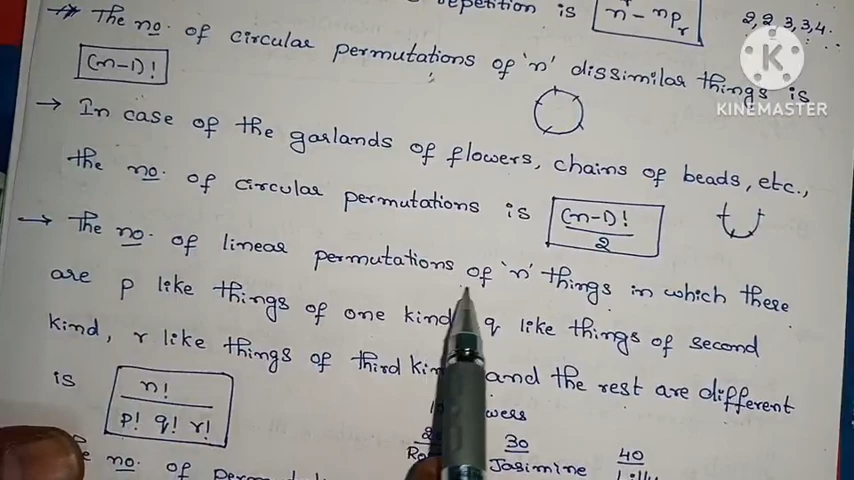 repetition is n - nPr
2,2 3,3,4.
→ The no. of circular permutations of 'n' dissimilar things is
(n-1)!
→ In case of the garlands of flowers, chains of beads, etc.,
the no. of circular permutations is (n-1)!/2
→ The no. of linear permutations of 'n' things in which there
are p like things of one kind q like things of second
kind, r like things of third and the rest are different
is n!/p! q! r!
30 40
Jasimine
no. of
K
KINEMASTER